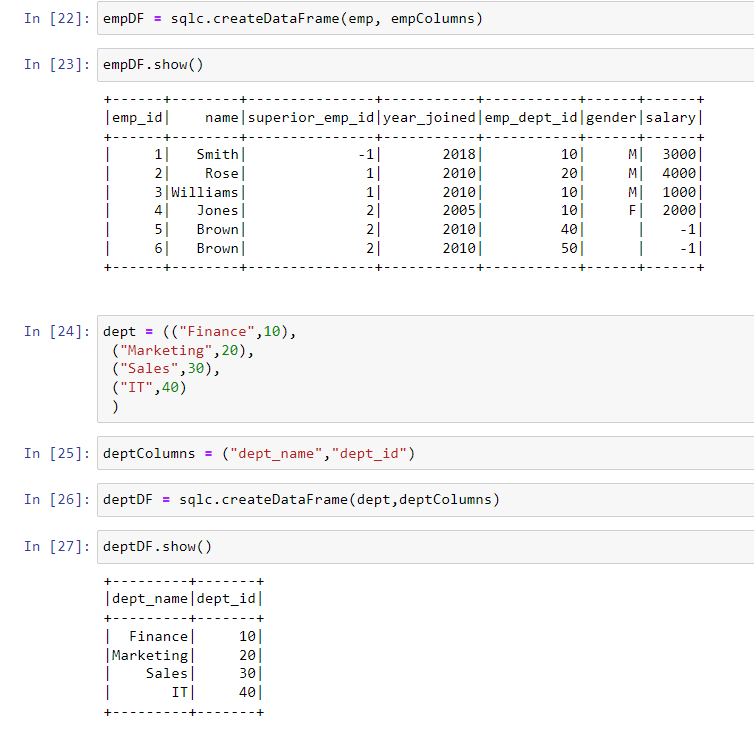 In [22]: empDF = sqlc.createDataFrame(emp, empColumns)
In [23]: empDF.show()
+------+--------+---------------+-----------+-----------+------+------+
|emp_id|    name|superior_emp_id|year_joined|emp_dept_id|gender|salary|
+------+--------+---------------+-----------+-----------+------+------+
|     1|   Smith|             -1|       2018|         10|     M|  3000|
|     2|    Rose|              1|       2010|         20|     M|  4000|
|     3|Williams|              1|       2010|         10|     M|  1000|
|     4|   Jones|              2|       2005|         10|     F|  2000|
|     5|   Brown|              2|       2010|         40|      |    -1|
|     6|   Brown|              2|       2010|         50|      |    -1|
+------+--------+---------------+-----------+-----------+------+------+
In [24]: dept = (("Finance",10),
("Marketing",20),
("Sales",30),
("IT",40)
)
In [25]: deptColumns = ("dept_name","dept_id")
In [26]: deptDF = sqlc.createDataFrame(dept,deptColumns)
In [27]: deptDF.show()
+---------+-------+
|dept_name|dept_id|
+---------+-------+
|  Finance|     10|
|Marketing|     20|
|    Sales|     30|
|       IT|     40|
+---------+-------+